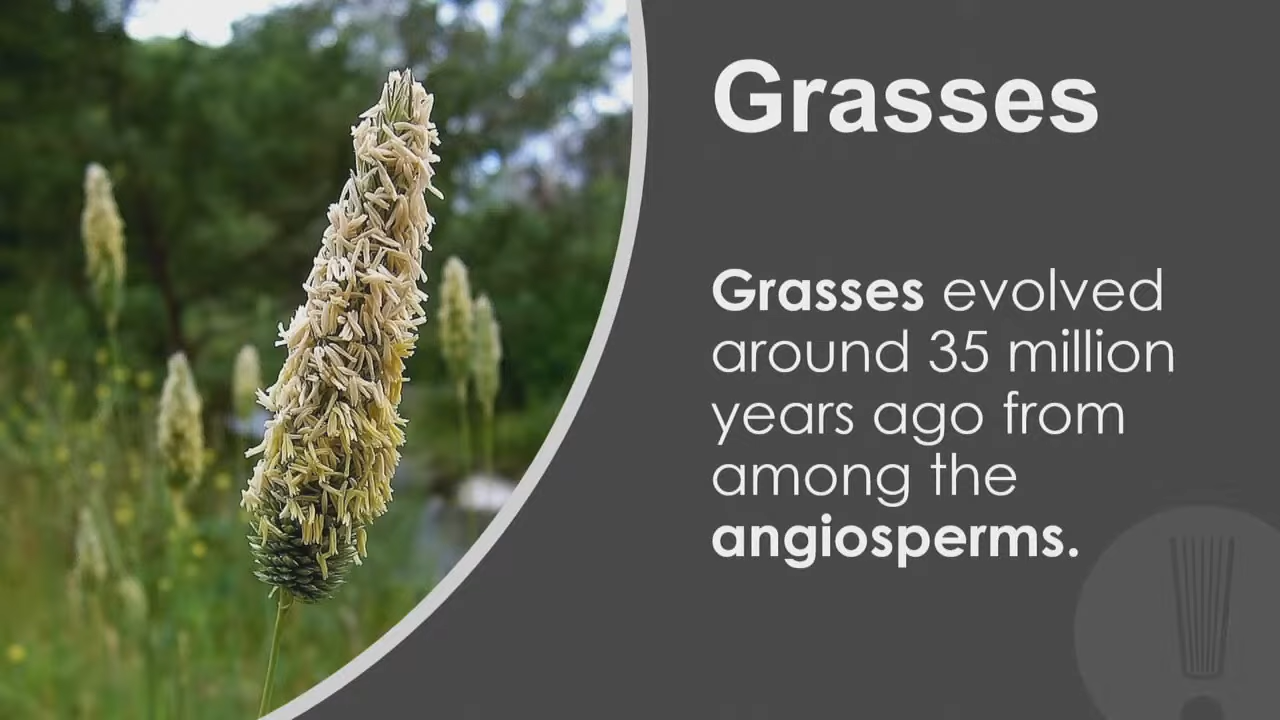 Grasses
Grasses evolved
around 35 million
years ago from
among the
angiosperms.